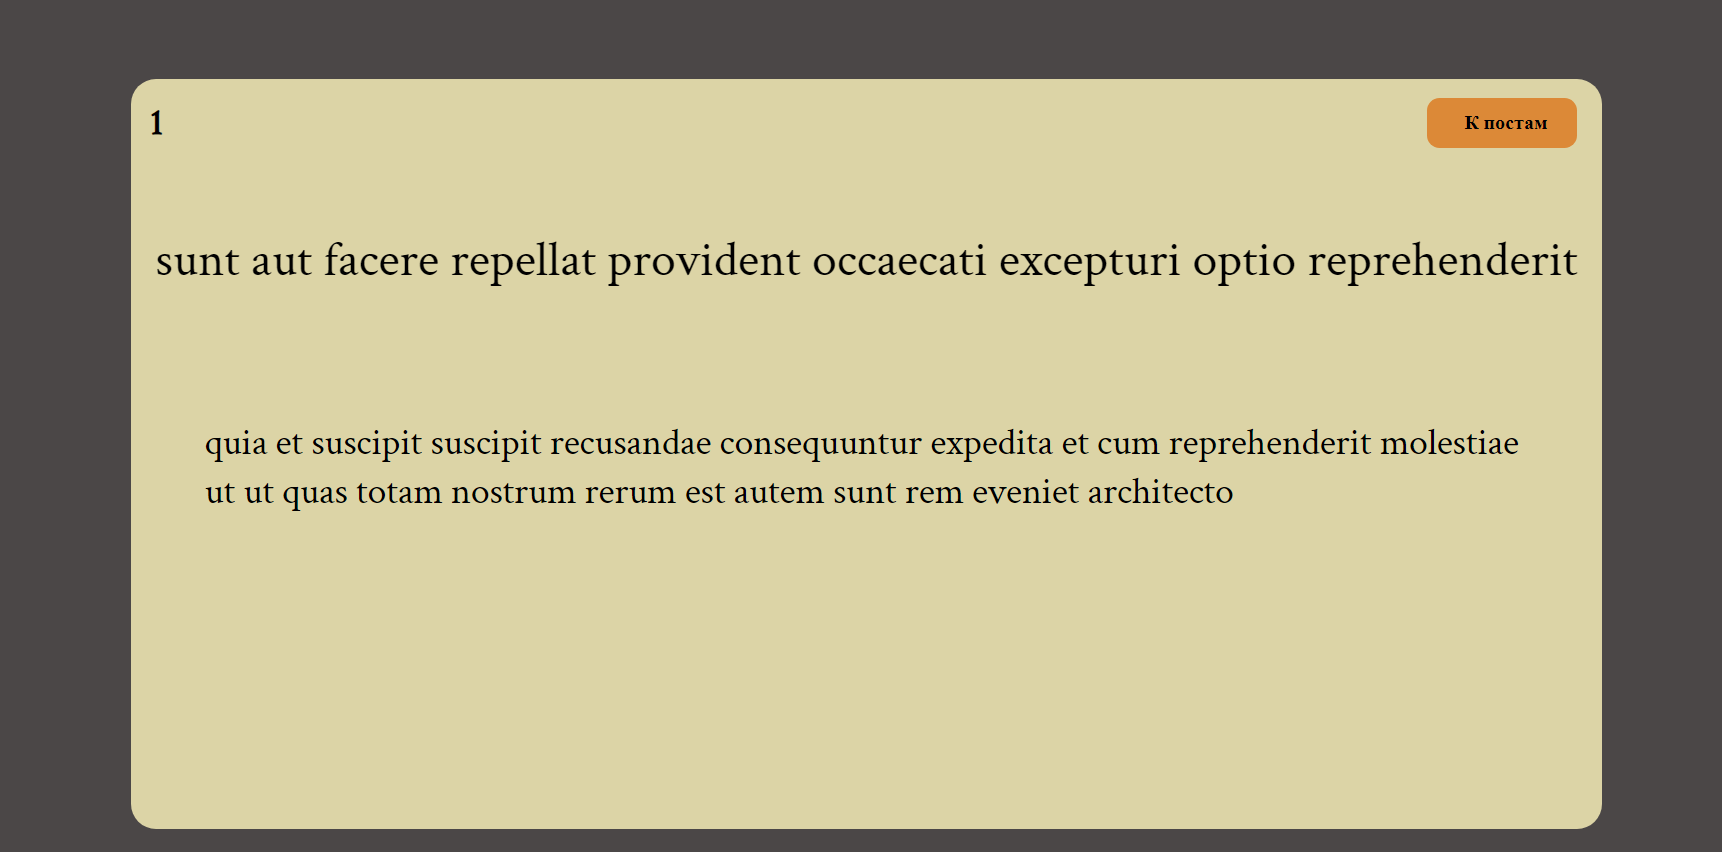 1
К постам
sunt aut facere repellat provident occaecati excepturi optio reprehenderit
quia et suscipit suscipit recusandae consequuntur expedita et cum reprehenderit molestiae
ut ut quas totam nostrum rerum est autem sunt rem eveniet architecto